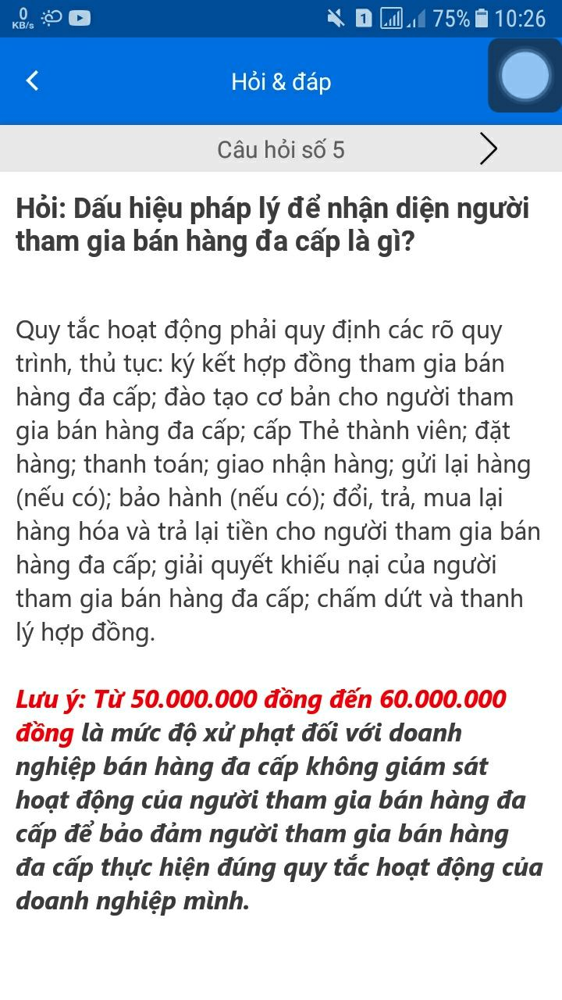 0
KB/s
1
75%
10:26
Hỏi & đáp
Câu hỏi số 5
Hỏi: Dấu hiệu pháp lý để nhận diện người
tham gia bán hàng đa cấp là gì?
Quy tắc hoạt động phải quy định các rõ quy
trình, thủ tục: ký kết hợp đồng tham gia bán
hàng đa cấp; đào tạo cơ bản cho người tham
gia bán hàng đa cấp; cấp Thẻ thành viên; đặt
hàng; thanh toán; giao nhận hàng; gửi lại hàng
(nếu có); bảo hành (nếu có); đổi, trả, mua lại
hàng hóa và trả lại tiền cho người tham gia bán
hàng đa cấp; giải quyết khiếu nại của người
tham gia bán hàng đa cấp; chấm dứt và thanh
lý hợp đồng.
Lưu ý: Từ 50.000.000 đồng đến 60.000.000
đồng là mức độ xử phạt đối với doanh
nghiệp bán hàng đa cấp không giám sát
hoạt động của người tham gia bán hàng đa
cấp để bảo đảm người tham gia bán hàng
đa cấp thực hiện đúng quy tắc hoạt động của
doanh nghiệp mình.